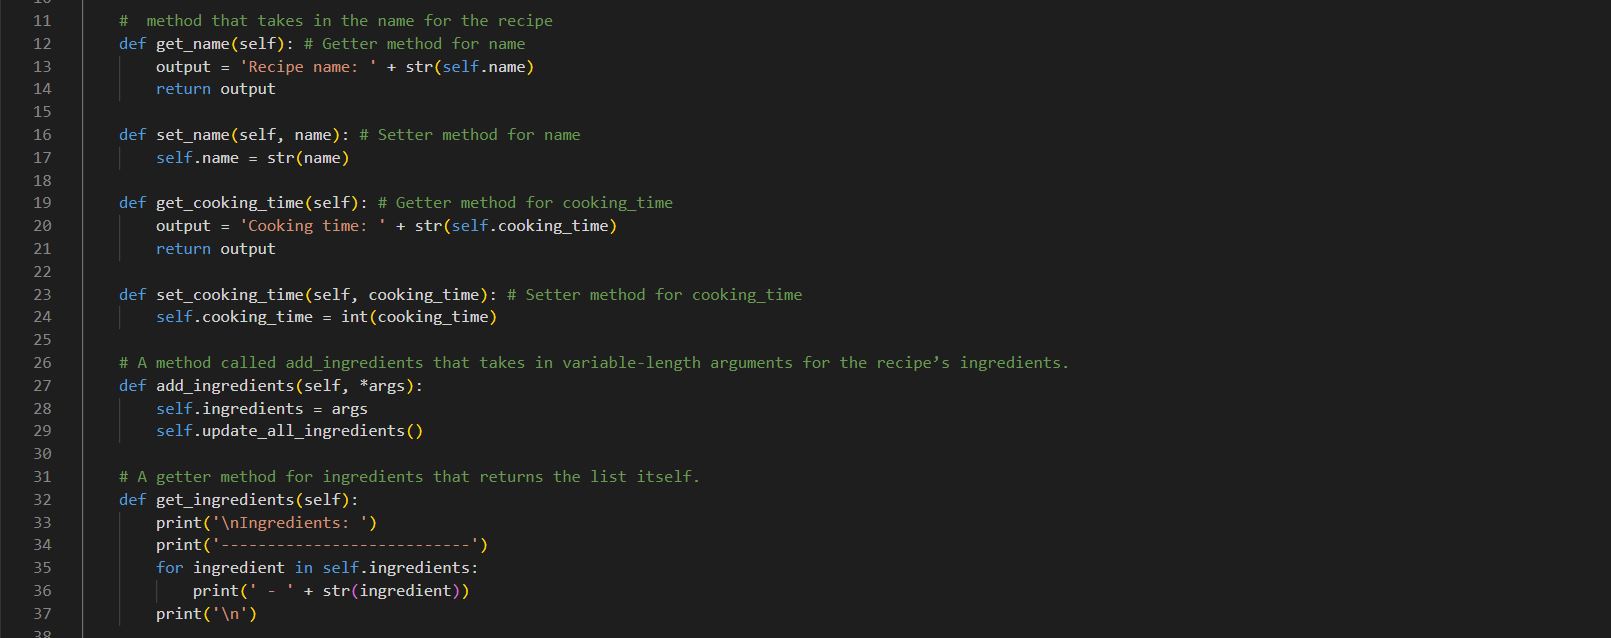 11 #  method that takes in the name for the recipe
12 def get_name(self): # Getter method for name
13 output = 'Recipe name: ' + str(self.name)
14 return output
15
16 def set_name(self, name): # Setter method for name
17 self.name = str(name)
18
19 def get_cooking_time(self): # Getter method for cooking_time
20 output = 'Cooking time: ' + str(self.cooking_time)
21 return output
22
23 def set_cooking_time(self, cooking_time): # Setter method for cooking_time
24 self.cooking_time = int(cooking_time)
25
26 # A method called add_ingredients that takes in variable-length arguments for the recipe’s ingredients.
27 def add_ingredients(self, *args):
28 self.ingredients = args
29 self.update_all_ingredients()
30
31 # A getter method for ingredients that returns the list itself.
32 def get_ingredients(self):
33 print('\nIngredients: ')
34 print('---------------------------')
35 for ingredient in self.ingredients:
36 print(' - ' + str(ingredient))
37 print('\n')
38